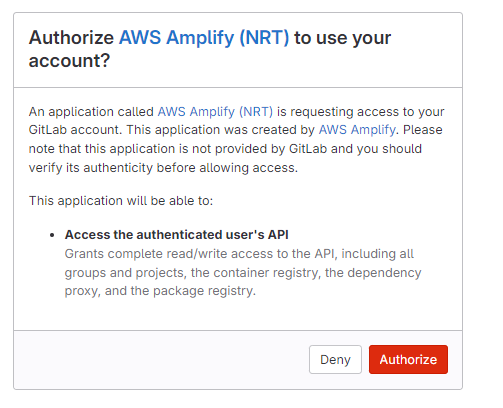 Authorize AWS Amplify (NRT) to use your
account?
An application called AWS Amplify (NRT) is requesting access to your
GitLab account. This application was created by AWS Amplify. Please
note that this application is not provided by GitLab and you should
verify its authenticity before allowing access.
This application will be able to:
• Access the authenticated user's API
Grants complete read/write access to the API, including all
groups and projects, the container registry, the dependency
proxy, and the package registry.
Deny Authorize